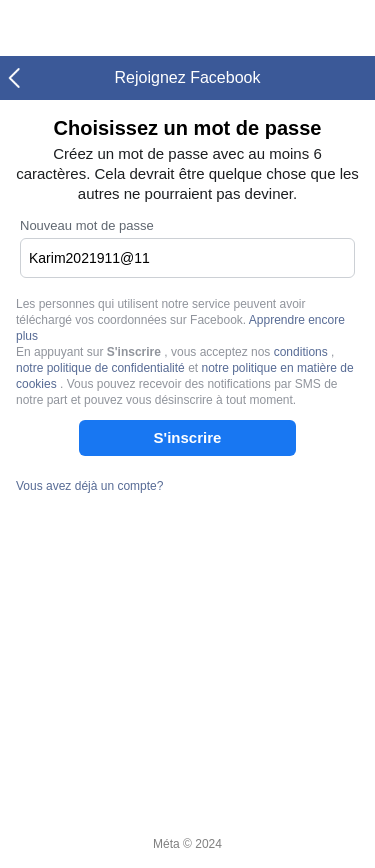 Rejoignez Facebook
Choisissez un mot de passe
Créez un mot de passe avec au moins 6
caractères. Cela devrait être quelque chose que les
autres ne pourraient pas deviner.
Nouveau mot de passe
Karim2021911@11
Les personnes qui utilisent notre service peuvent avoir
téléchargé vos coordonnées sur Facebook. Apprendre encore
plus
En appuyant sur S'inscrire , vous acceptez nos conditions ,
notre politique de confidentialité et notre politique en matière de
cookies . Vous pouvez recevoir des notifications par SMS de
notre part et pouvez vous désinscrire à tout moment.
S'inscrire
Vous avez déjà un compte?
Méta © 2024